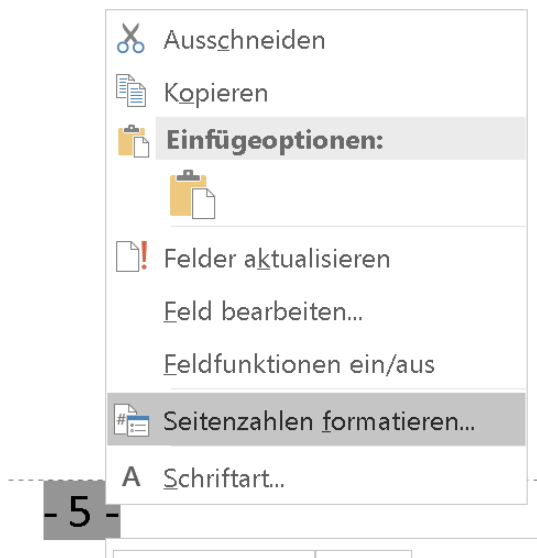 Ausschneiden
Kopieren
Einfügeoptionen:
Felder aktualisieren
Feld bearbeiten...
Feldfunktionen ein/aus
# Seitenzahlen formatieren...
A Schriftart...
- 5 -